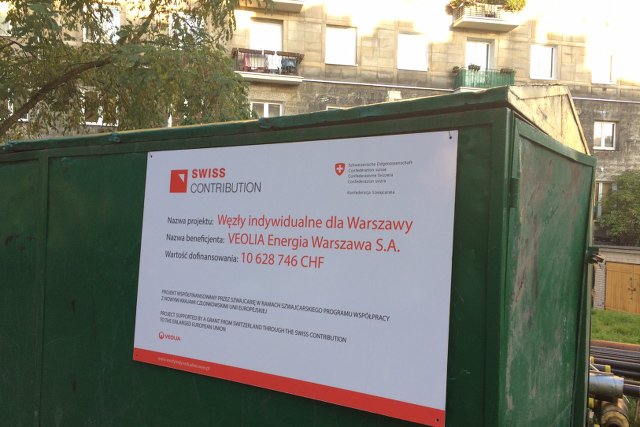 SWISS
CONTRIBUTION
Schweizerische Eidgenossenschaft
Confédération suisse
Confederazione Svizzera
Confederaziun svizra
Konfederacja Szwajcarska
Nazwa projektu: Węzły indywidualne dla Warszawy
Nazwa beneficjenta: VEOLIA Energia Warszawa S.A.
Wartość dofinansowania: 10 628 746 CHF
PROJEKT WSPÓŁFINANSOWANY PRZEZ SZWAJCARIĘ W RAMACH SZWAJCARSKIEGO PROGRAMU WSPÓŁPRACY
Z NOWYMI KRAJAMI CZŁONKOWSKIMI UNII EUROPEJSKIEJ
PROJECT SUPPORTED BY A GRANT FROM SWITZERLAND THROUGH THE SWISS CONTRIBUTION
TO THE ENLARGED EUROPEAN UNION
VEOLIA